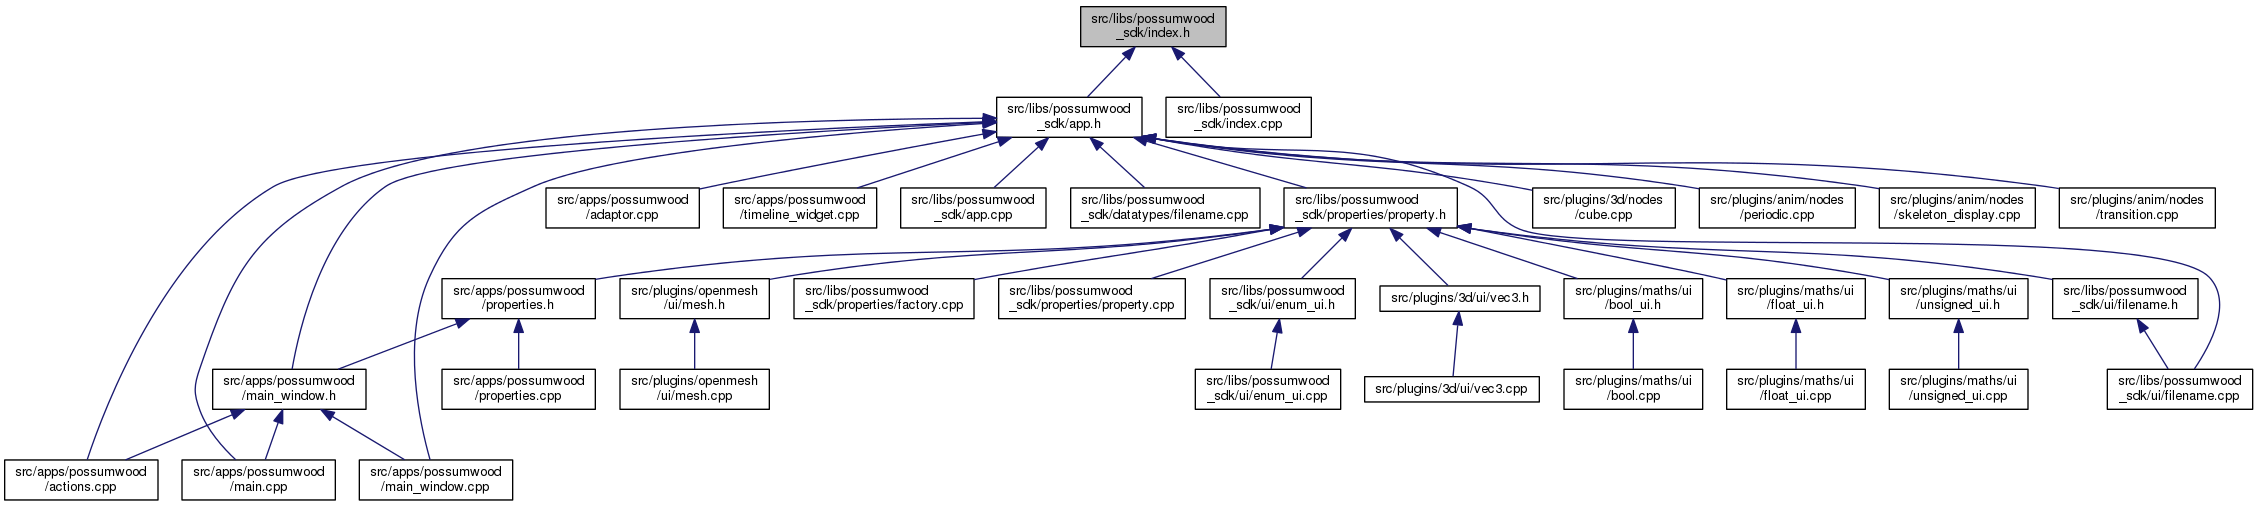 src/libs/possumwood
_sdk/index.h
src/libs/possumwood
_sdk/app.h
src/libs/possumwood
_sdk/index.cpp
src/apps/possumwood
/adaptor.cpp
src/apps/possumwood
/timeline_widget.cpp
src/libs/possumwood
_sdk/app.cpp
src/libs/possumwood
_sdk/datatypes/filename.cpp
src/libs/possumwood
_sdk/properties/property.h
src/plugins/3d/nodes
/cube.cpp
src/plugins/anim/nodes
/periodic.cpp
src/plugins/anim/nodes
/skeleton_display.cpp
src/plugins/anim/nodes
/transition.cpp
src/apps/possumwood
/properties.h
src/plugins/openmesh
/ui/mesh.h
src/libs/possumwood
_sdk/properties/factory.cpp
src/libs/possumwood
_sdk/properties/property.cpp
src/libs/possumwood
_sdk/ui/enum_ui.h
src/plugins/3d/ui/vec3.h
src/plugins/maths/ui
/bool_ui.h
src/plugins/maths/ui
/float_ui.h
src/plugins/maths/ui
/unsigned_ui.h
src/libs/possumwood
_sdk/ui/filename.h
src/apps/possumwood
/main_window.h
src/apps/possumwood
/properties.cpp
src/plugins/openmesh
/ui/mesh.cpp
src/libs/possumwood
_sdk/ui/enum_ui.cpp
src/plugins/3d/ui/vec3.cpp
src/plugins/maths/ui
/bool.cpp
src/plugins/maths/ui
/float_ui.cpp
src/plugins/maths/ui
/unsigned_ui.cpp
src/libs/possumwood
_sdk/ui/filename.cpp
src/apps/possumwood
/actions.cpp
src/apps/possumwood
/main.cpp
src/apps/possumwood
/main_window.cpp